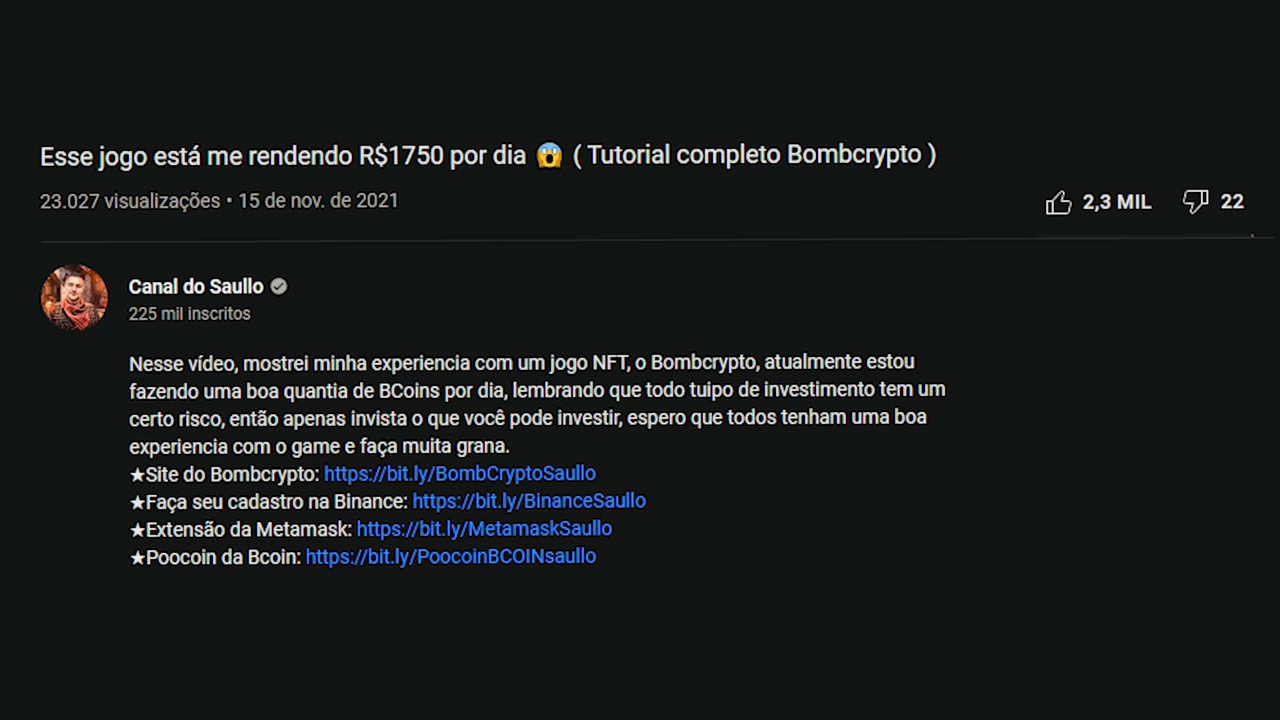 Esse jogo está me rendendo R$1750 por dia 😱 ( Tutorial completo Bombcrypto )
23.027 visualizações • 15 de nov. de 2021
2,3 MIL
22
Canal do Saullo
225 mil inscritos
Nesse vídeo, mostrei minha experiencia com um jogo NFT, o Bombcrypto, atualmente estou
fazendo uma boa quantia de BCoins por dia, lembrando que todo tuipo de investimento tem um
certo risco, então apenas invista o que você pode investir, espero que todos tenham uma boa
experiencia com o game e faça muita grana.
★Site do Bombcrypto: https://bit.ly/BombCryptoSaullo
★Faça seu cadastro na Binance: https://bit.ly/BinanceSaullo
★Extensão da Metamask: https://bit.ly/MetamaskSaullo
★Poocoin da Bcoin: https://bit.ly/PoocoinBCOINsaullo